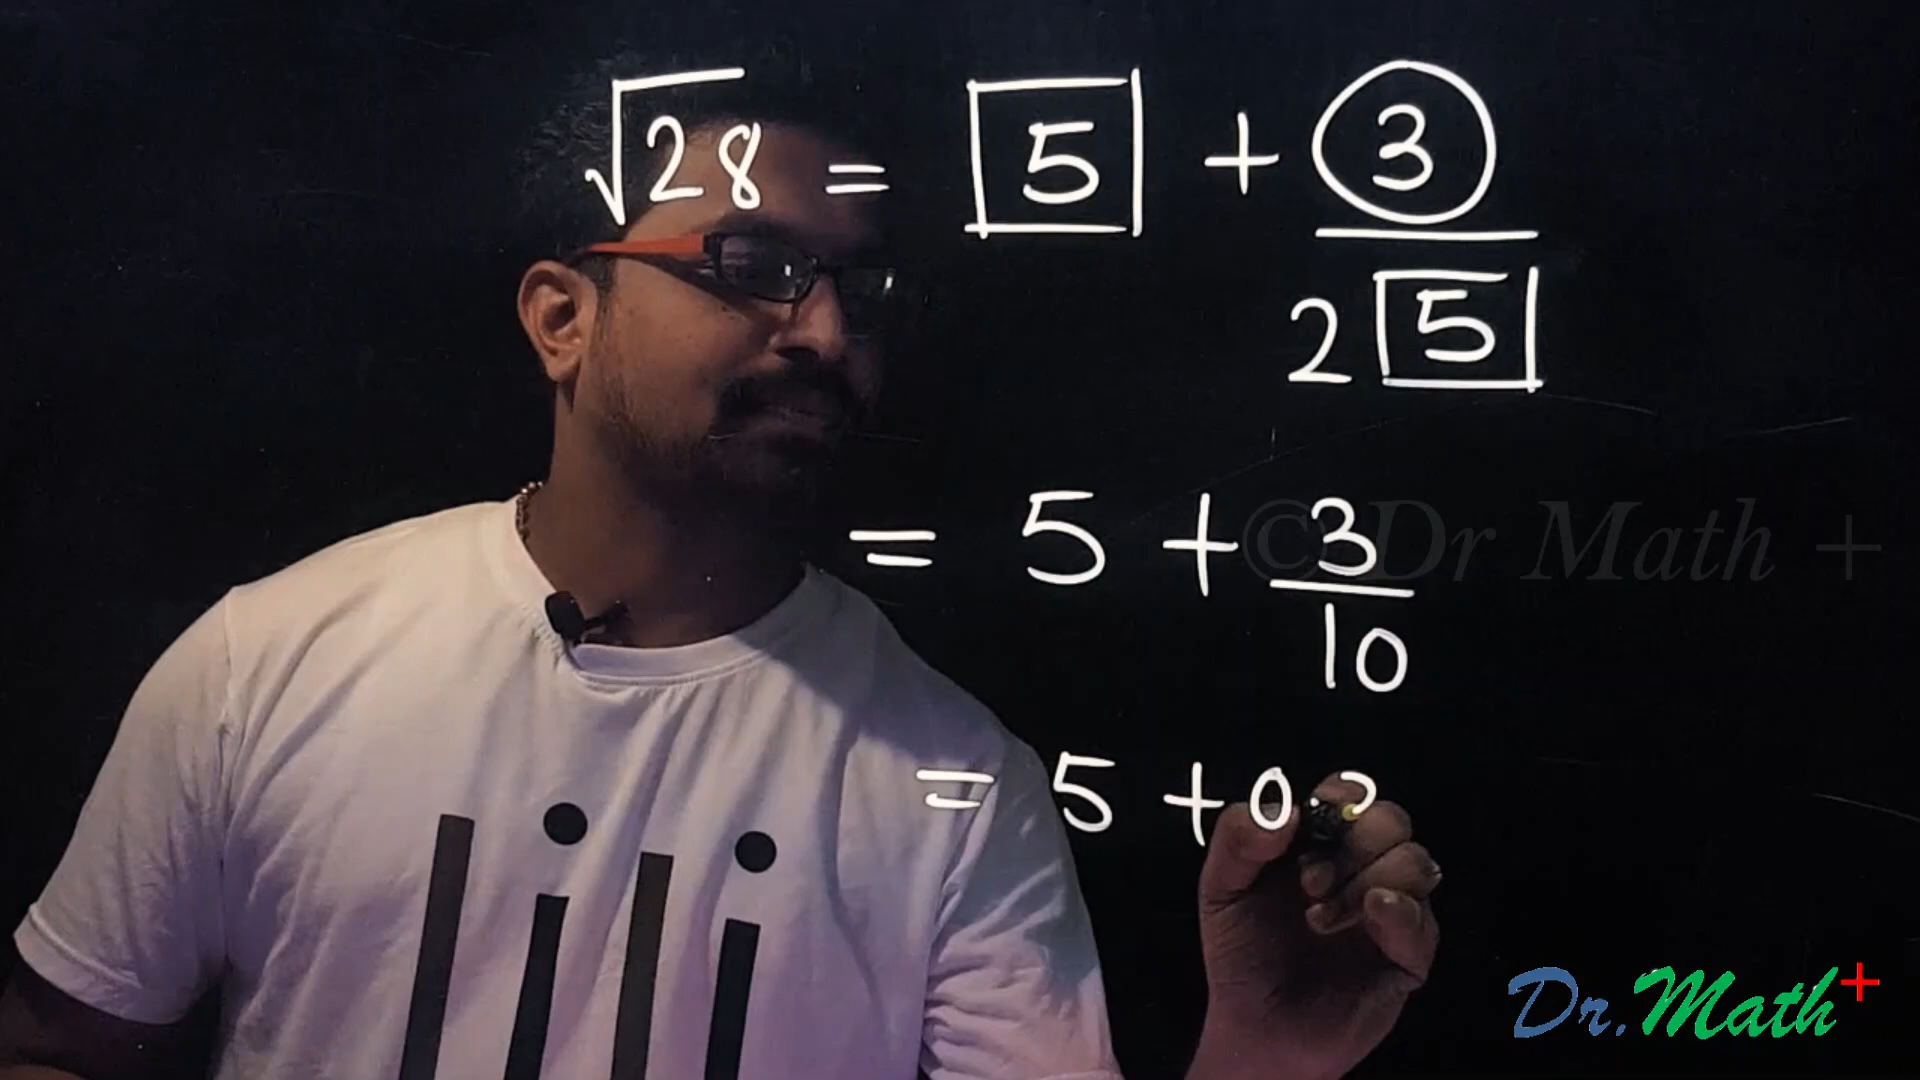 √28 = 5 + 3
2 5
= 5 + 3
10
= 5 + 0.
© Dr Math +
Dr. Math+